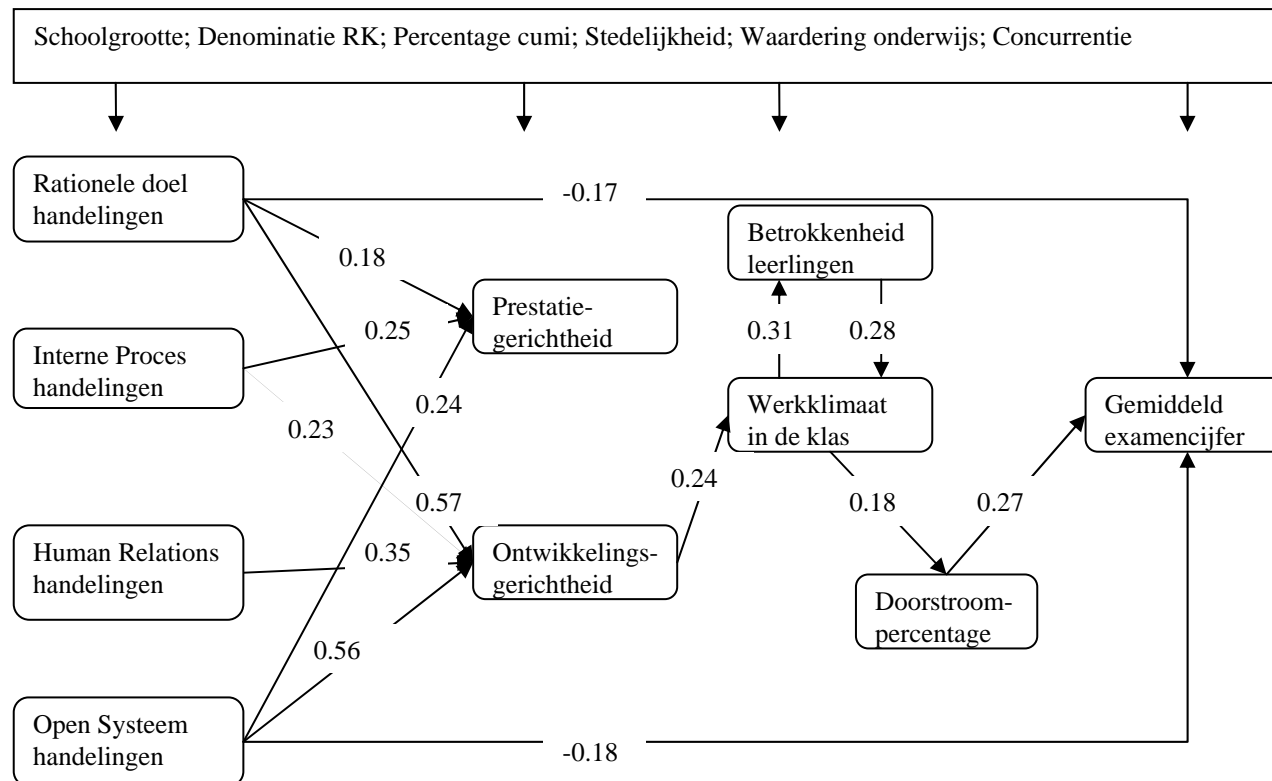 Schoolgrootte; Denominatie RK; Percentage cumi; Stedelijkheid; Waardering onderwijs; Concurrentie
Rationele doel
handelingen
-0.17
Betrokkenheid
leerlingen
0.18
Prestatie-
gerichtheid
0.25
0.31
0.28
Interne Proces
handelingen
0.24
Werkklimaat
in de klas
Gemiddeld
examencijfer
0.23
0.24
0.57
0.18
0.27
Human Relations
handelingen
0.35
Ontwikkelings-
gerichtheid
Doorstroom-
percentage
0.56
Open Systeem
handelingen
-0.18